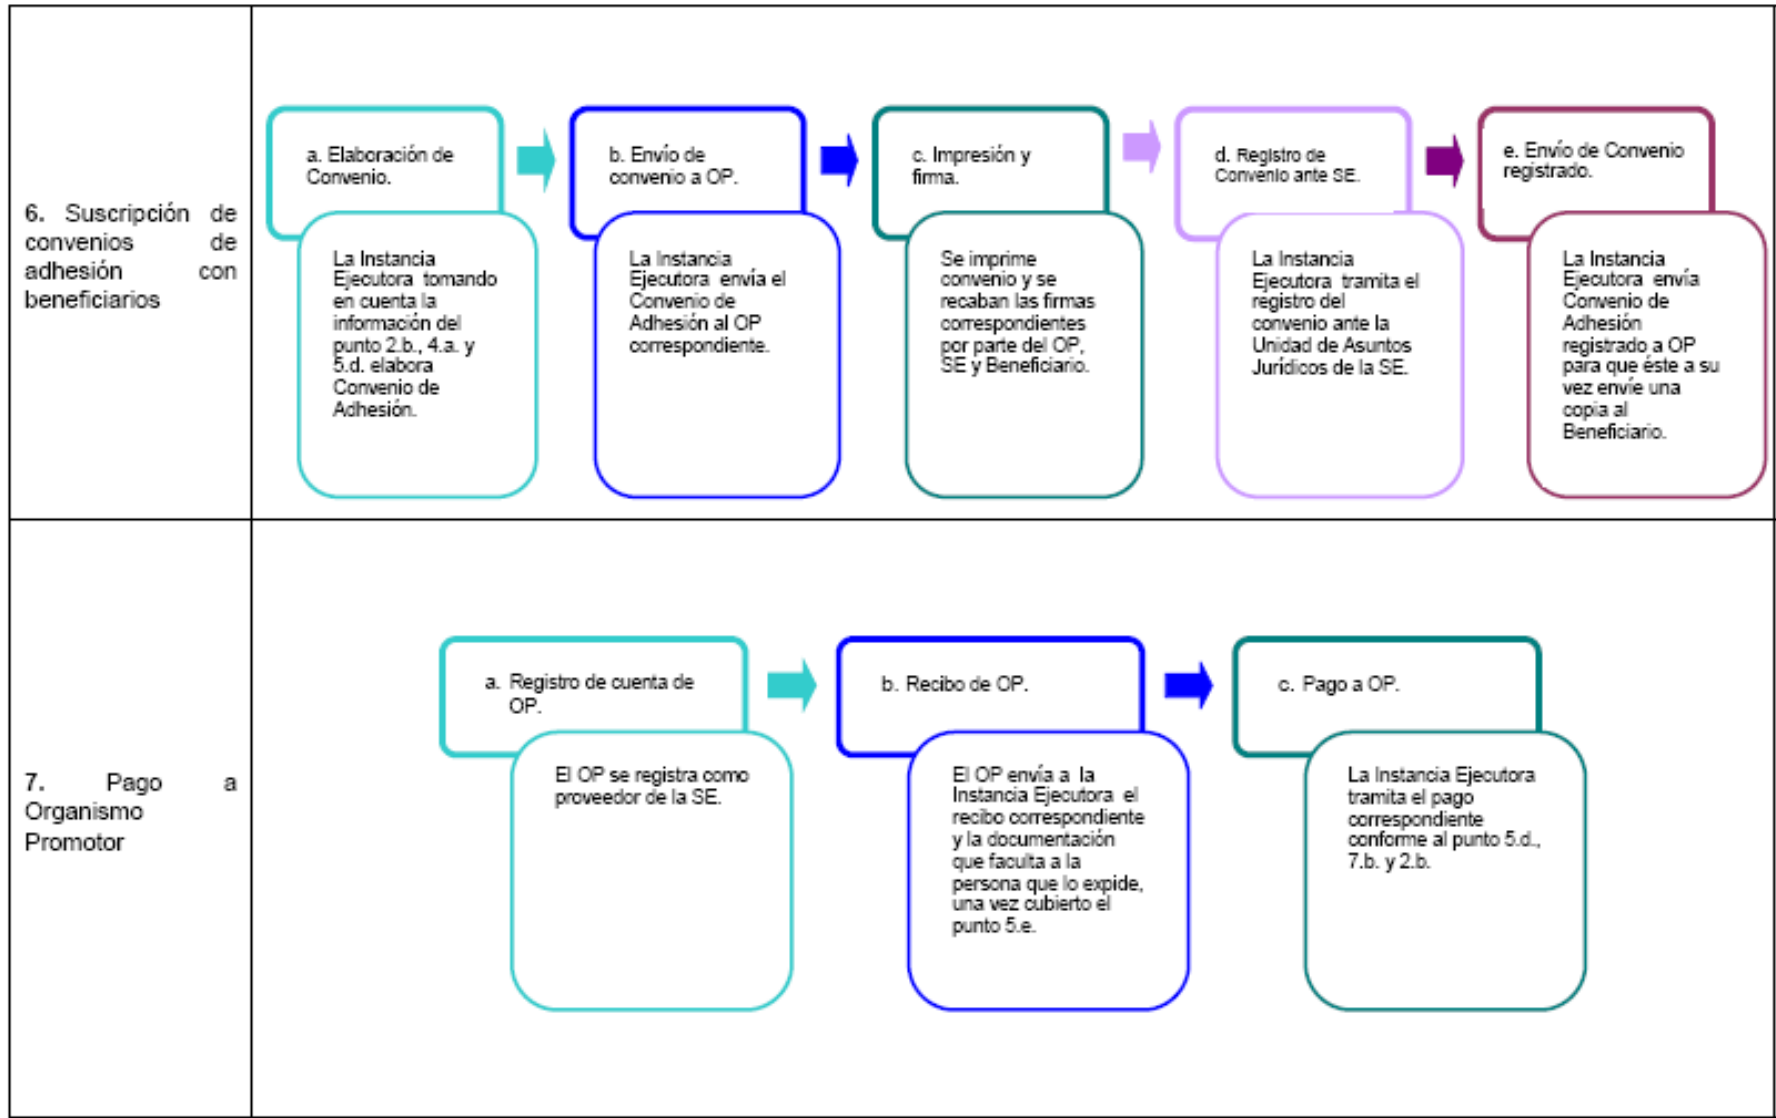 6. Suscripción de
convenios de
adhesión con
beneficiarios
a. Elaboración de
Convenio.
La Instancia
Ejecutora tomando
en cuenta la
información del
punto 2.b., 4.a. y
5.d. elabora
Convenio de
Adhesión.
b. Envío de
convenio a OP.
La Instancia
Ejecutora envía el
Convenio de
Adhesión al OP
correspondiente.
c. Impresión y
firma.
Se imprime
convenio y se
recaban las firmas
correspondientes
por parte del OP,
SE y Beneficiario.
d. Registro de
Convenio ante SE.
La Instancia
Ejecutora tramita el
registro del
convenio ante la
Unidad de Asuntos
Jurídicos de la SE.
e. Envío de Convenio
registrado.
La Instancia
Ejecutora envía
Convenio de
Adhesión
registrado a OP
para que éste a su
vez envíe una
copia al
Beneficiario.
7. Pago a
Organismo
Promotor
a. Registro de cuenta de
OP.
El OP se registra como
proveedor de la SE.
b. Recibo de OP.
El OP envía a la
Instancia Ejecutora el
recibo correspondiente
y la documentación
que faculta a la
persona que lo expide,
una vez cubierto el
punto 5.e.
c. Pago a OP.
La Instancia Ejecutora
tramita el pago
correspondiente
conforme al punto 5.d.,
7.b. y 2.b.